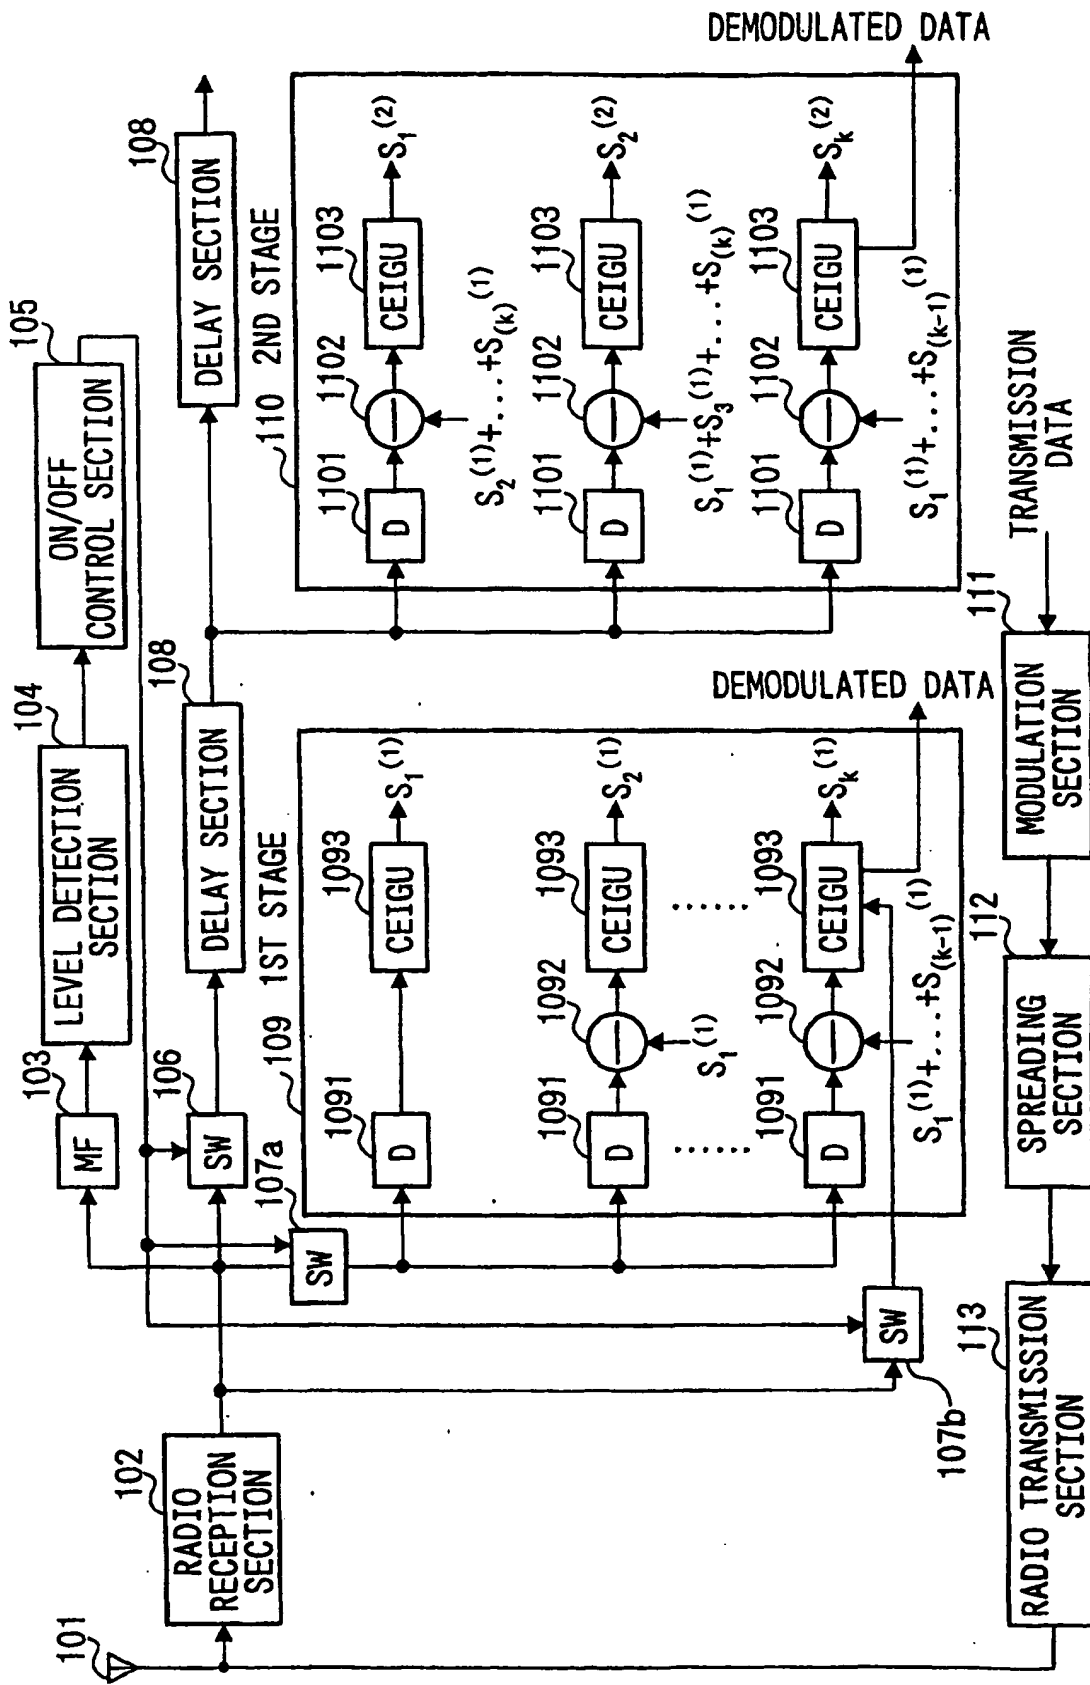 101
102
RADIO
RECEPTION
SECTION
103
MF
104
LEVEL DETECTION
SECTION
105
ON/OFF
CONTROL SECTION
106
SW
107a
SW
107b
SW
108
DELAY SECTION
108
DELAY SECTION
109 1ST STAGE
1091
D
1093
CEIGU
S₁⁽¹⁾
1091
D
1092
1093
CEIGU
S₂⁽¹⁾
S₁⁽¹⁾
......
......
1091
D
1092
1093
CEIGU
Sₖ⁽¹⁾
S₁⁽¹⁾+....+S₍ₖ₋₁₎⁽¹⁾
DEMODULATED DATA
110 2ND STAGE
1101
D
1102
1103
CEIGU
S₁⁽²⁾
S₂⁽¹⁾+....+S₍ₖ₎⁽¹⁾
1101
D
1102
1103
CEIGU
S₂⁽²⁾
S₁⁽¹⁾+S₃⁽¹⁾+....+S₍ₖ₎⁽¹⁾
1101
D
1102
1103
CEIGU
Sₖ⁽²⁾
S₁⁽¹⁾+....+S₍ₖ₋₁₎⁽¹⁾
DEMODULATED DATA
113
RADIO TRANSMISSION
SECTION
112
SPREADING
SECTION
111
MODULATION
SECTION
TRANSMISSION
DATA